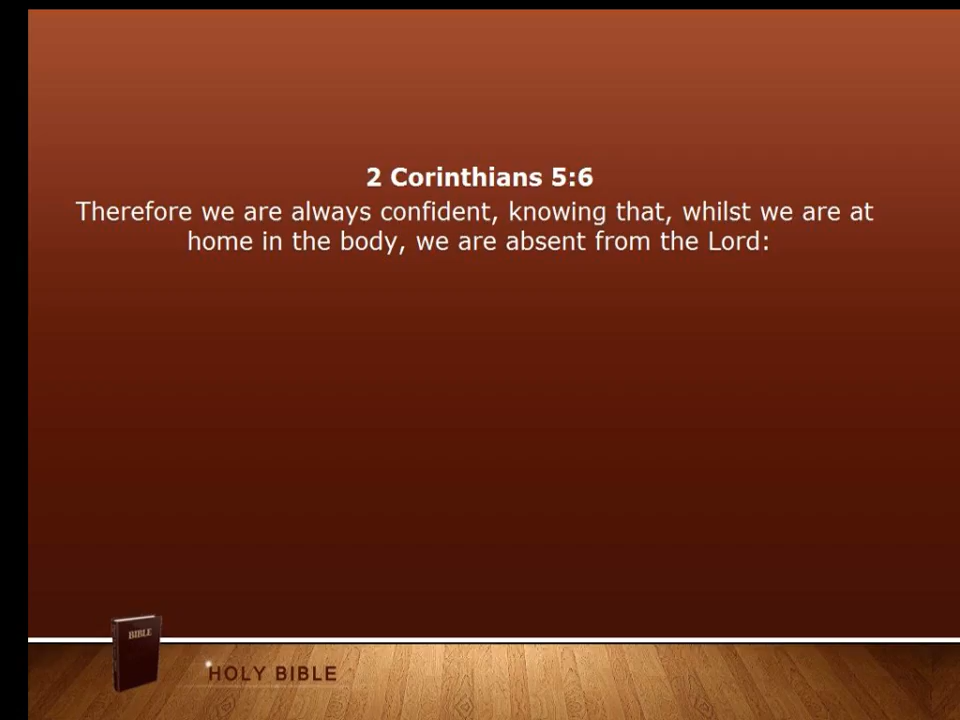 2 Corinthians 5:6
Therefore we are always confident, knowing that, whilst we are at
home in the body, we are absent from the Lord:
BIBLE
HOLY BIBLE